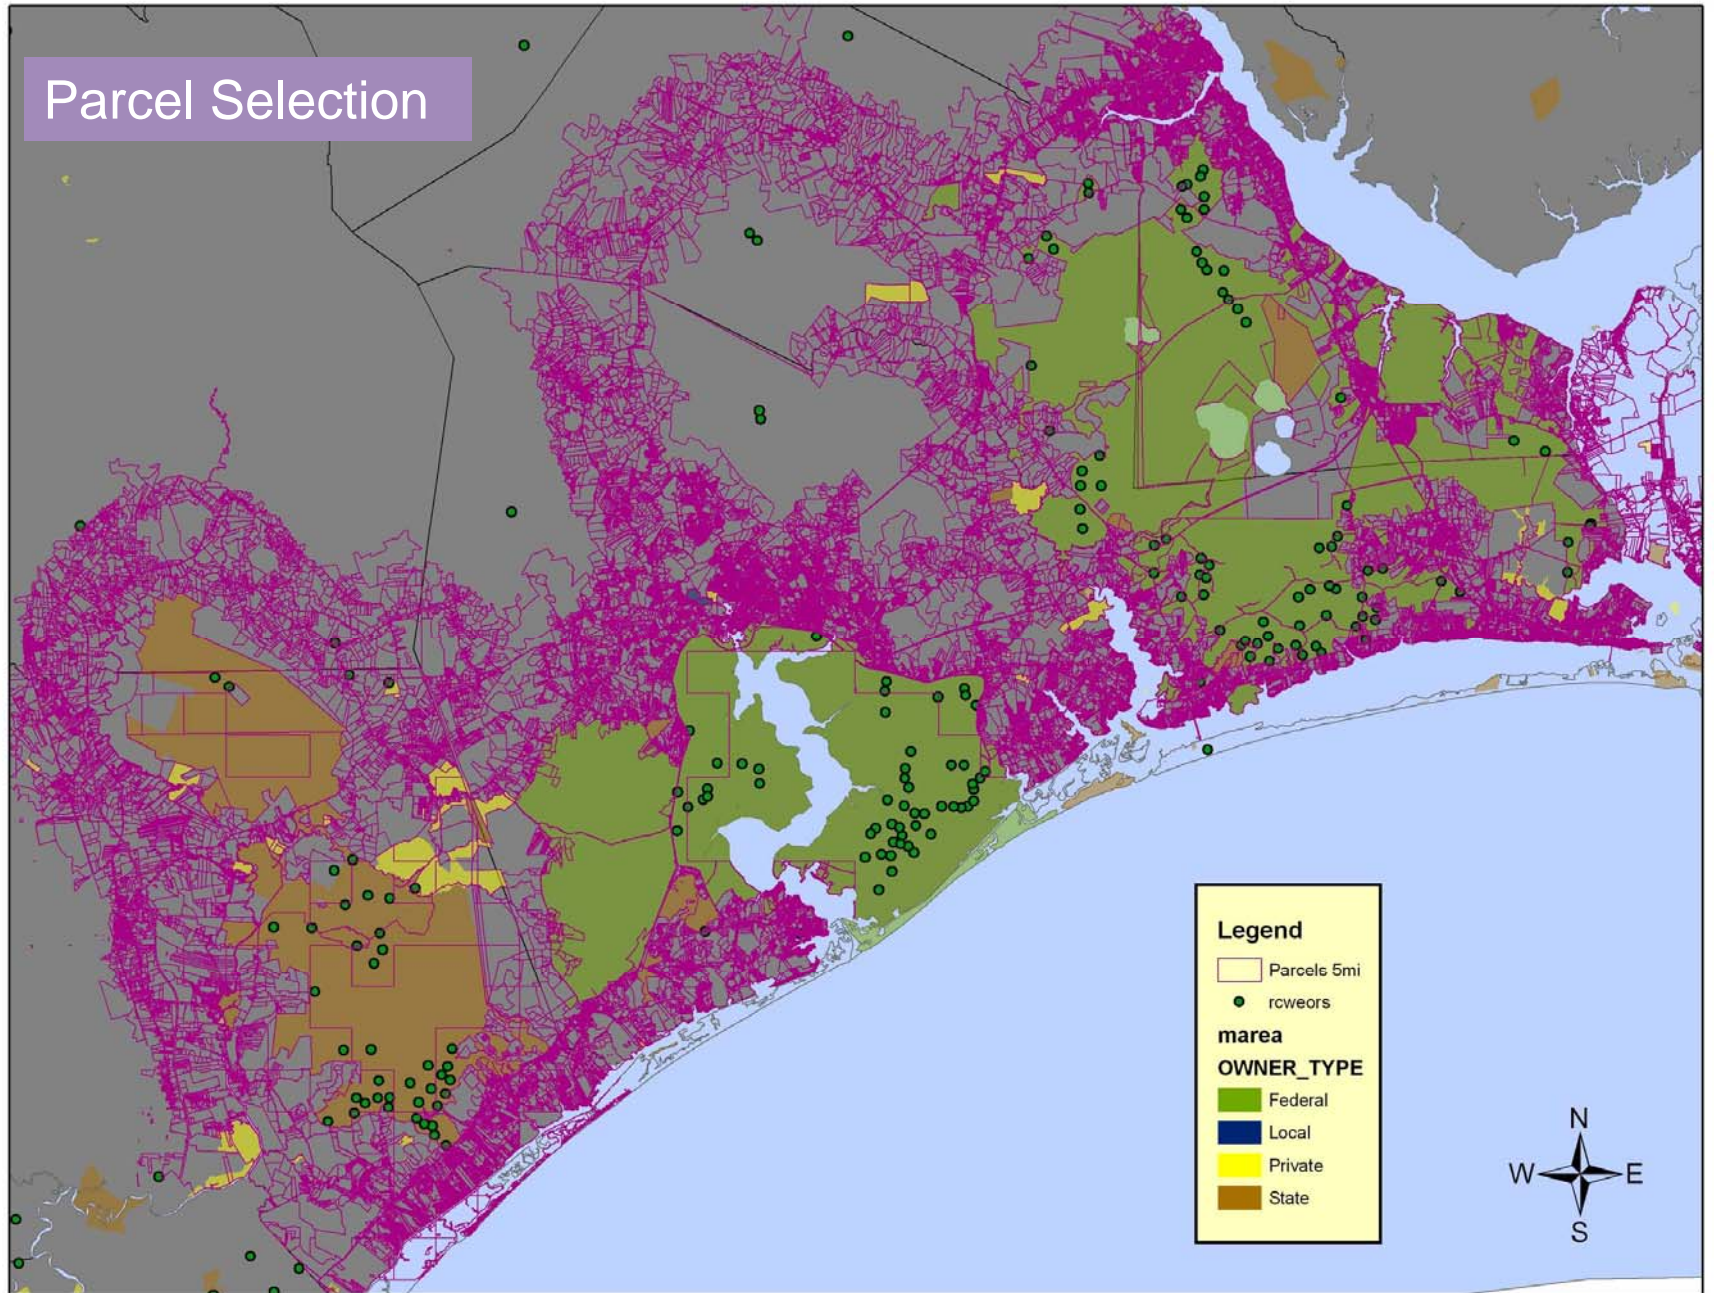 Parcel Selection
Legend
Parcels 5mi
rcweors
marea
OWNER_TYPE
Federal
Local
Private
State
N
W E
S